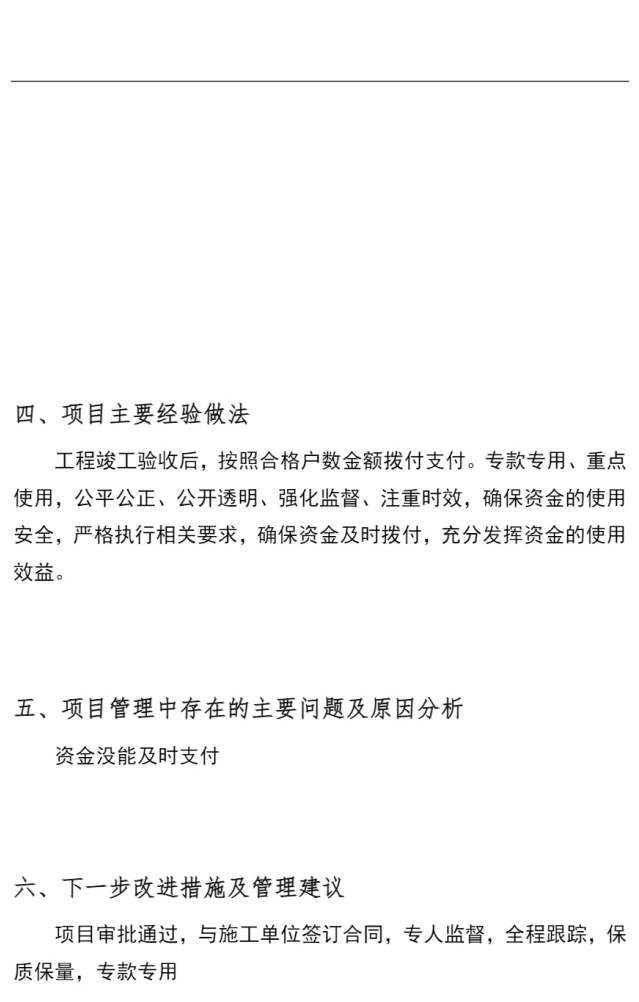 四、项目主要经验做法
工程竣工验收后，按照合格户数金额拨付支付。专款专用、重点
使用，公平公正、公开透明、强化监督、注重时效，确保资金的使用
安全，严格执行相关要求，确保资金及时拨付，充分发挥资金的使用
效益。
五、项目管理中存在的主要问题及原因分析
资金没能及时支付
六、下一步改进措施及管理建议
项目审批通过，与施工单位签订合同，专人监督，全程跟踪，保
质保量，专款专用